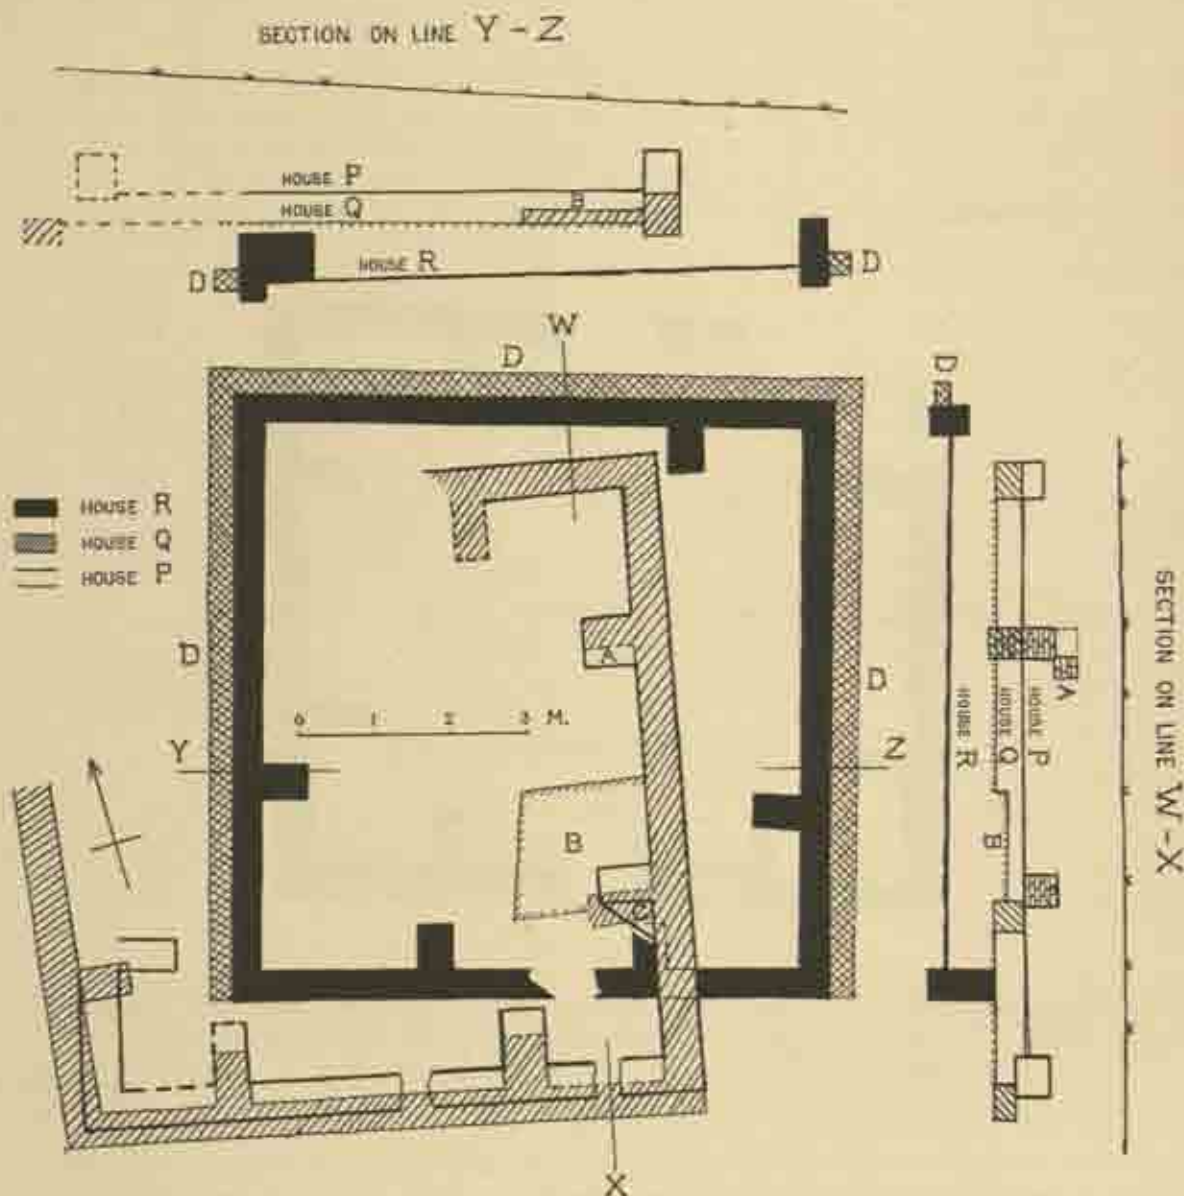 SECTION ON LINE Y-Z
HOUSE P
HOUSE Q
B
HOUSE R
D
D
W
D
D
HOUSE R
HOUSE Q
HOUSE P
A
D
D
0 1 2 3 M.
Y
Z
B
C
X
D
A
HOUSE R
HOUSE Q
HOUSE P
B
SECTION ON LINE W-X